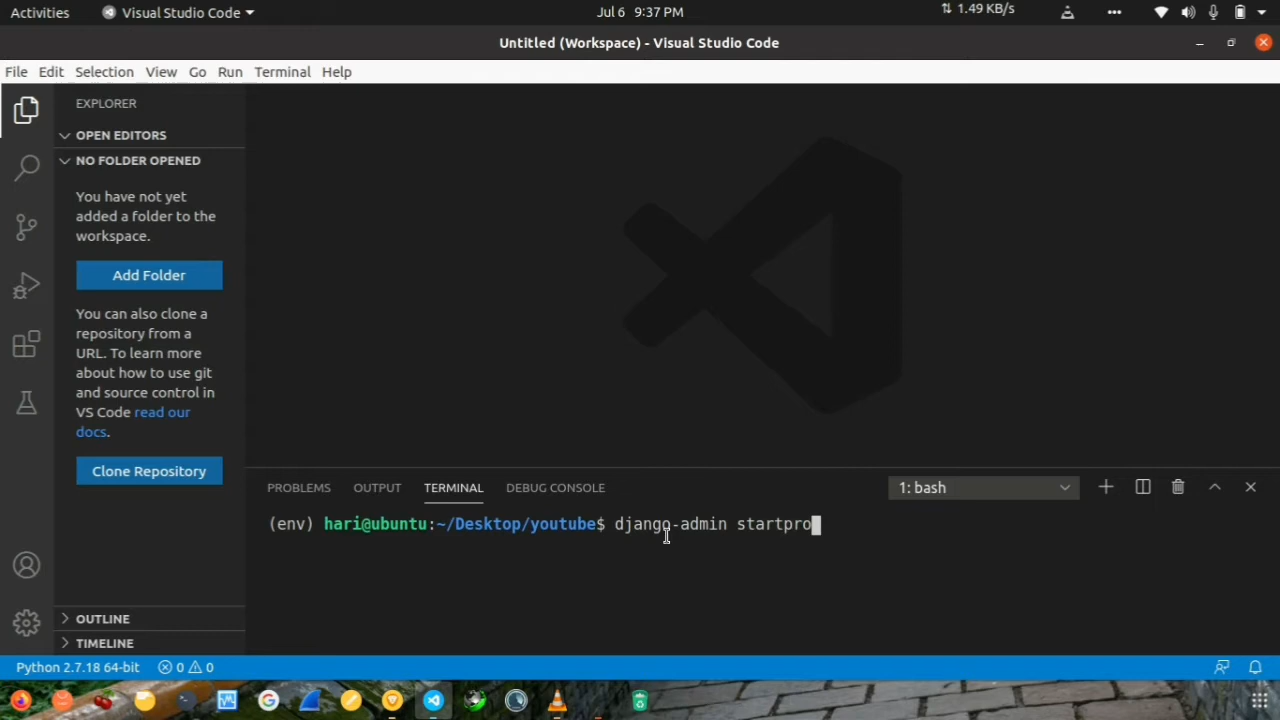 Activities
Visual Studio Code
Jul 6 9:37 PM
1.49 KB/s
Untitled (Workspace) - Visual Studio Code
File Edit Selection View Go Run Terminal Help
EXPLORER
OPEN EDITORS
NO FOLDER OPENED
You have not yet
added a folder to the
workspace.
Add Folder
You can also clone a
repository from a
URL. To learn more
about how to use git
and source control in
VS Code read our
docs.
Clone Repository
OUTLINE
TIMELINE
PROBLEMS OUTPUT TERMINAL DEBUG CONSOLE
1: bash
(env) hari@ubuntu:~/Desktop/youtube$ django-admin startpro
Python 2.7.18 64-bit 0 0